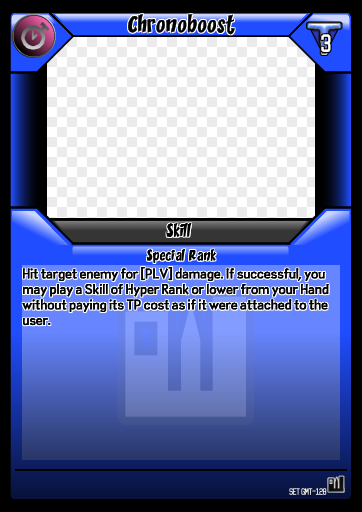 Chronoboost
3
Skill
Special Rank
Hit target enemy for [PLV] damage. If successful, you
may play a Skill of Hyper Rank or lower from your Hand
without paying its TP cost as if it were attached to the
user.
SET GMT-128